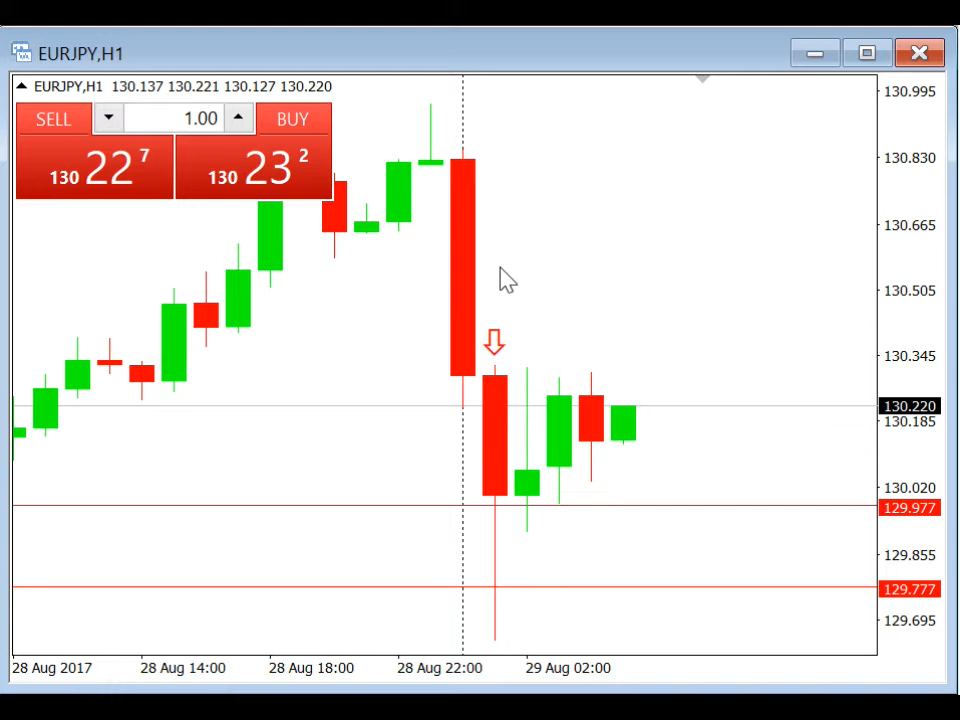 EURJPY,H1
EURJPY,H1 130.137 130.221 130.127 130.220
SELL 1.00 BUY
130 22 7 130 23 2
130.995
130.830
130.665
130.505
130.345
130.220
130.185
130.020
129.977
129.855
129.777
129.695
28 Aug 2017 28 Aug 14:00 28 Aug 18:00 28 Aug 22:00 29 Aug 02:00